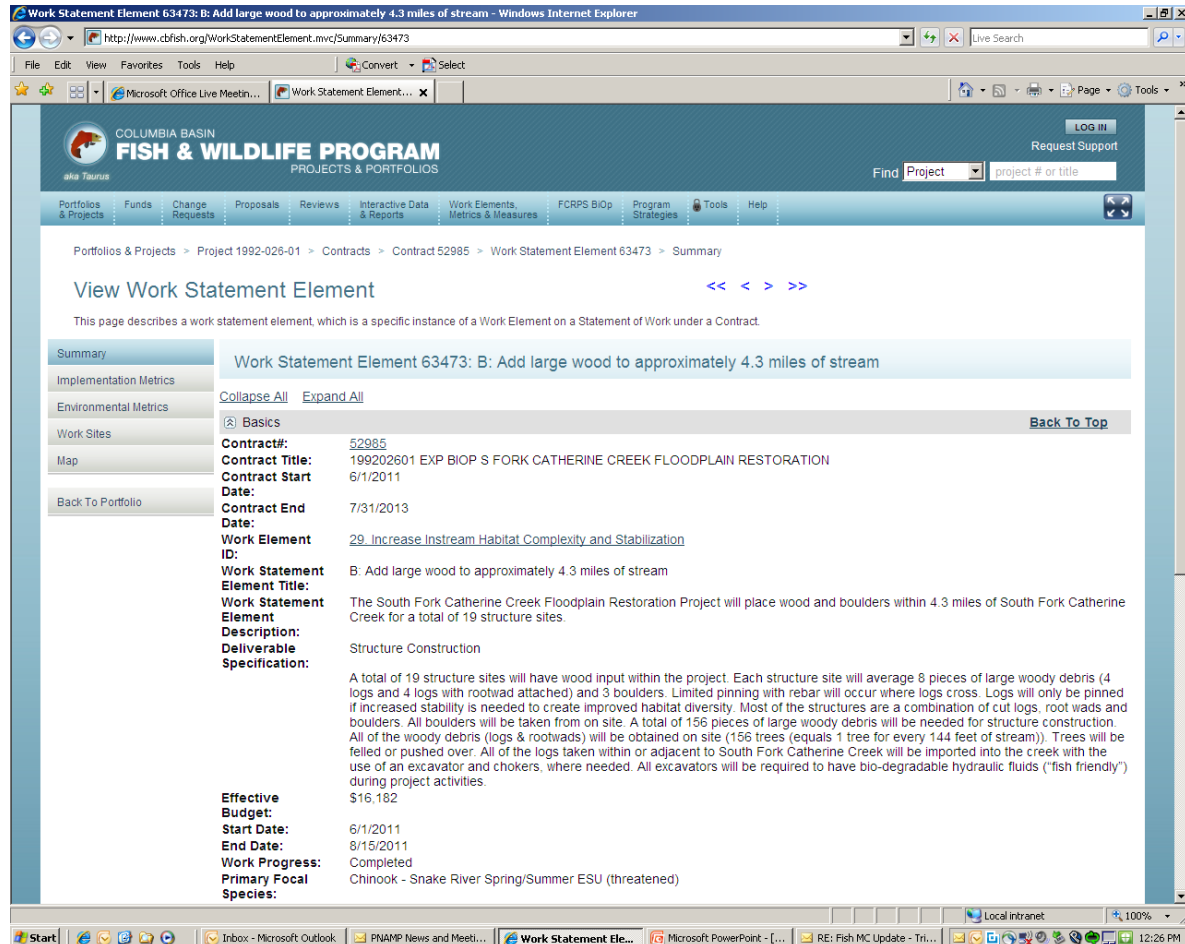 Work Statement Element 63473: B: Add large wood to approximately 4.3 miles of stream - Windows Internet Explorer
http://www.cbfish.org/WorkStatementElement.mvc/Summary/63473
Live Search
File Edit View Favorites Tools Help
Convert Select
Microsoft Office Live Meetin... Work Statement Element... Page Tools
COLUMBIA BASIN
FISH & WILDLIFE PROGRAM
PROJECTS & PORTFOLIOS
aka Taurus
LOG IN
Request Support
Find Project project # or title
Portfolios & Projects
Funds
Change Requests
Proposals
Reviews
Interactive Data & Reports
Work Elements, Metrics & Measures
FCRPS BiOp
Program Strategies
Tools
Help
Portfolios & Projects > Project 1992-026-01 > Contracts > Contract 52985 > Work Statement Element 63473 > Summary
View Work Statement Element
<< < > >>
This page describes a work statement element, which is a specific instance of a Work Element on a Statement of Work under a Contract.
Summary
Implementation Metrics
Environmental Metrics
Work Sites
Map
Back To Portfolio
Work Statement Element 63473: B: Add large wood to approximately 4.3 miles of stream
Collapse All Expand All
Basics Back To Top
Contract#: 52985
Contract Title: 199202601 EXP BIOP S FORK CATHERINE CREEK FLOODPLAIN RESTORATION
Contract Start Date: 6/1/2011
Contract End Date: 7/31/2013
Work Element ID: 29. Increase Instream Habitat Complexity and Stabilization
Work Statement Element Title: B: Add large wood to approximately 4.3 miles of stream
Work Statement Element Description: The South Fork Catherine Creek Floodplain Restoration Project will place wood and boulders within 4.3 miles of South Fork Catherine
Creek for a total of 19 structure sites.
Deliverable Specification: Structure Construction
A total of 19 structure sites will have wood input within the project. Each structure site will average 8 pieces of large woody debris (4
logs and 4 logs with rootwad attached) and 3 boulders. Limited pinning with rebar will occur where logs cross. Logs will only be pinned
if increased stability is needed to create improved habitat diversity. Most of the structures are a combination of cut logs, root wads and
boulders. All boulders will be taken from on site. A total of 156 pieces of large woody debris will be needed for structure construction.
All of the woody debris (logs & rootwads) will be obtained on site (156 trees (equals 1 tree for every 144 feet of stream)). Trees will be
felled or pushed over. All of the logs taken within or adjacent to South Fork Catherine Creek will be imported into the creek with the
use of an excavator and chokers, where needed. All excavators will be required to have bio-degradable hydraulic fluids ("fish friendly")
during project activities.
Effective Budget: $16,182
Start Date: 6/1/2011
End Date: 8/15/2011
Work Progress: Completed
Primary Focal Species: Chinook - Snake River Spring/Summer ESU (threatened)
Local intranet 100%
Start Inbox - Microsoft Outlook PNAMP News and Meeti... Work Statement Ele... Microsoft PowerPoint - [... RE: Fish MC Update - Tri... 12:26 PM